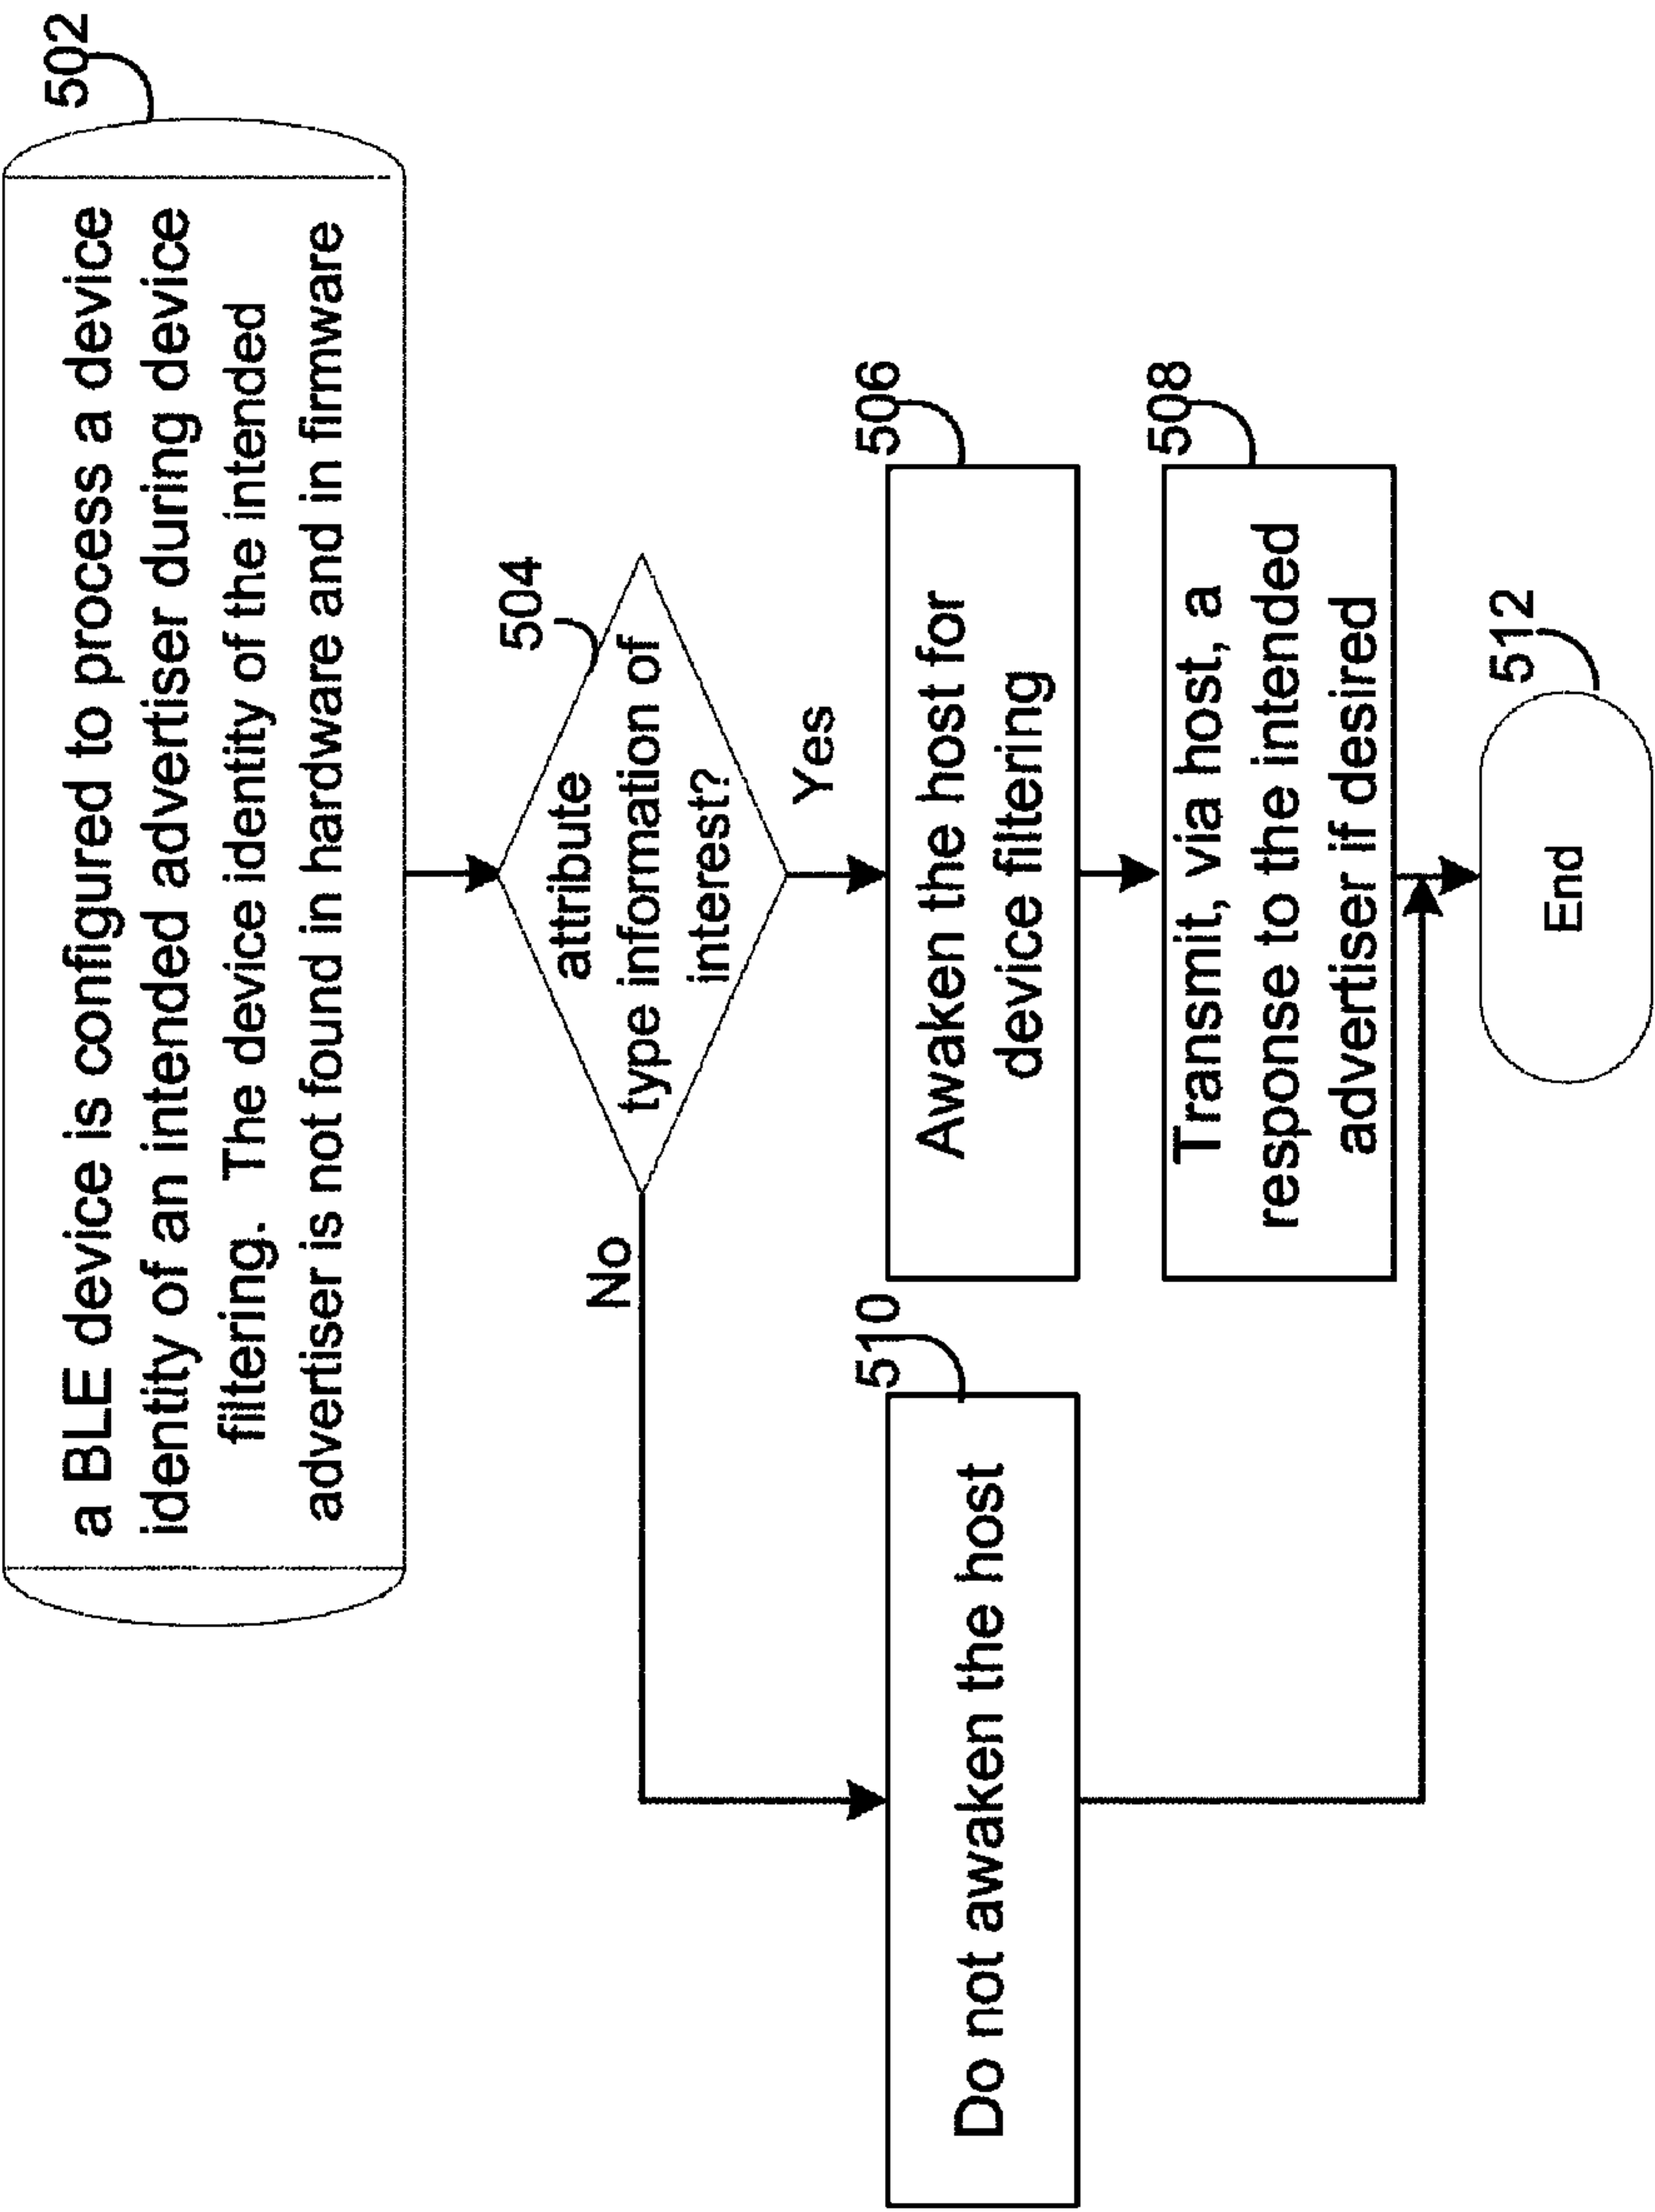 502
a BLE device is configured to process a device
identity of an intended advertiser during device
filtering. The device identity of the intended
advertiser is not found in hardware and in firmware
504
attribute
type information of
interest?
No
Yes
506
Awaken the host for
device filtering
510
Do not awaken the host
508
Transmit, via host, a
response to the intended
advertiser if desired
512
End